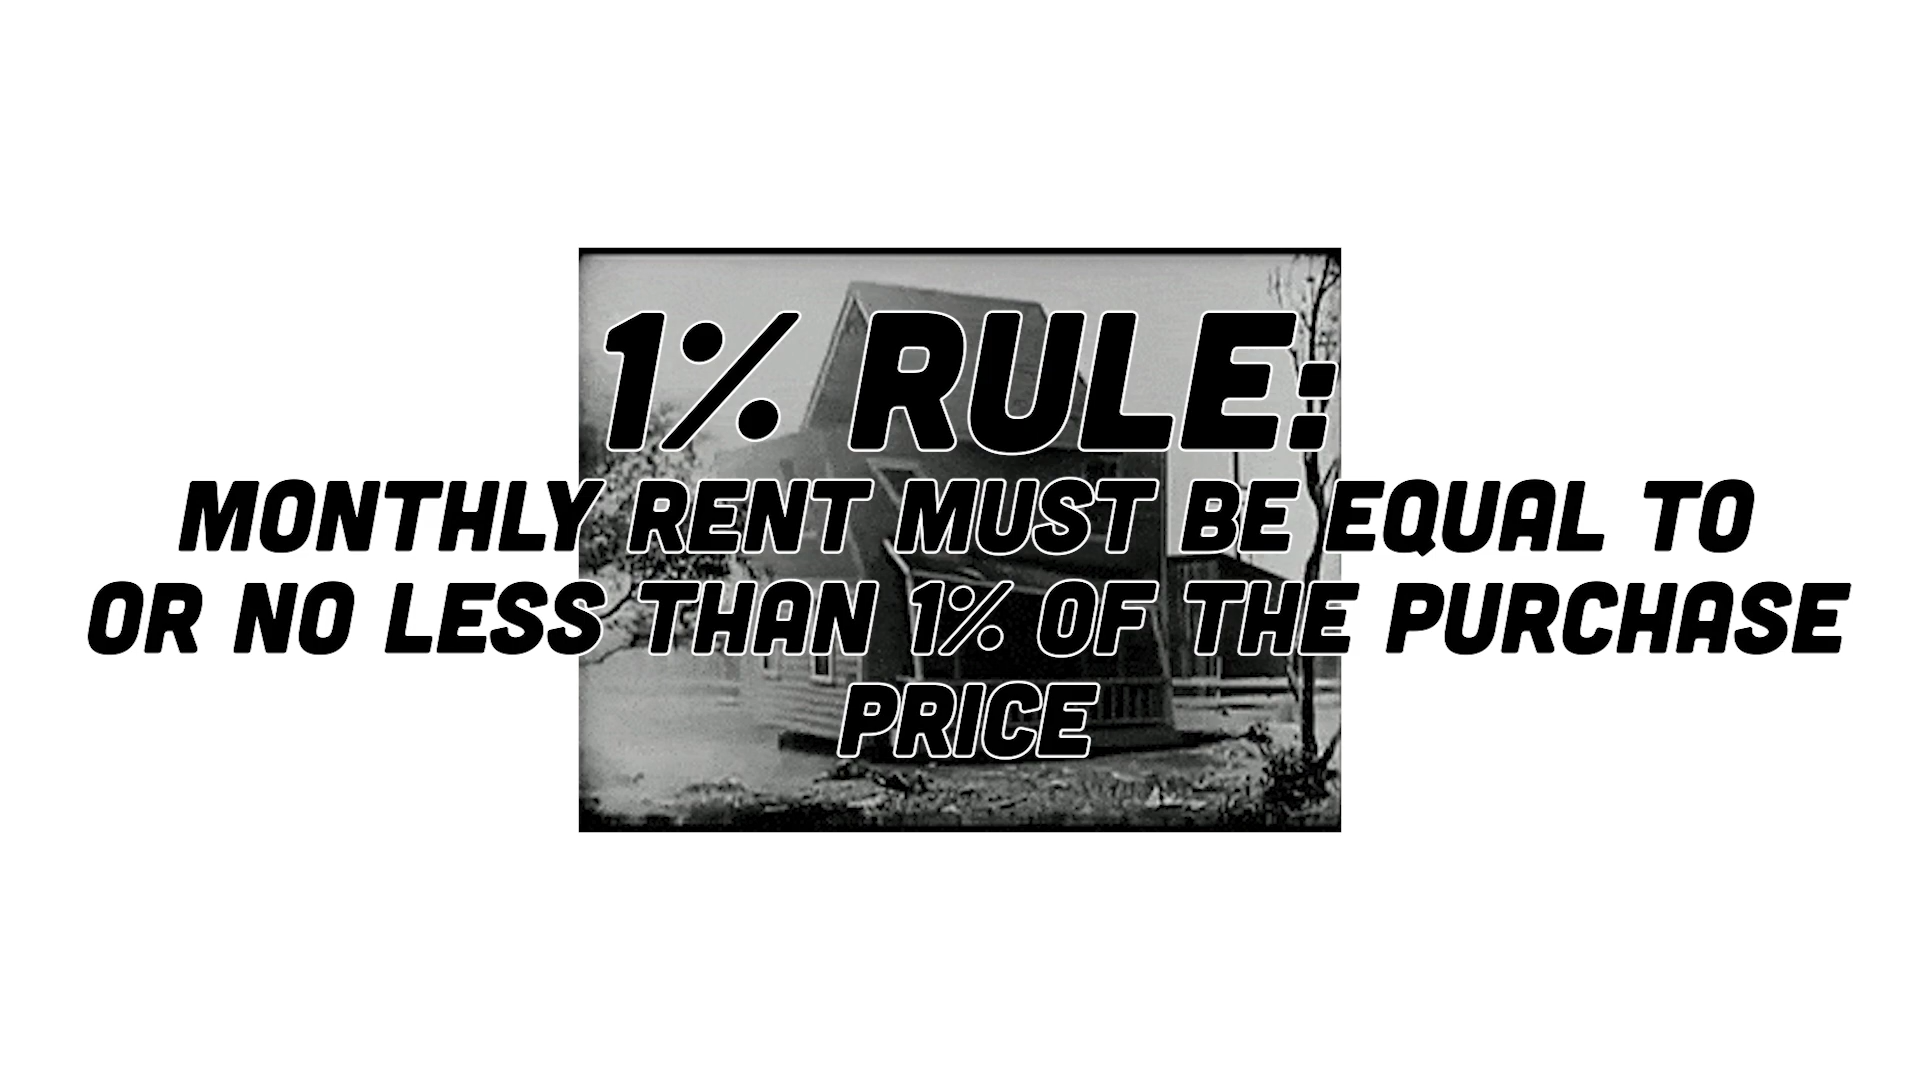 1% RULE:
MONTHLY RENT MUST BE EQUAL TO
OR NO LESS THAN 1% OF THE PURCHASE
PRICE